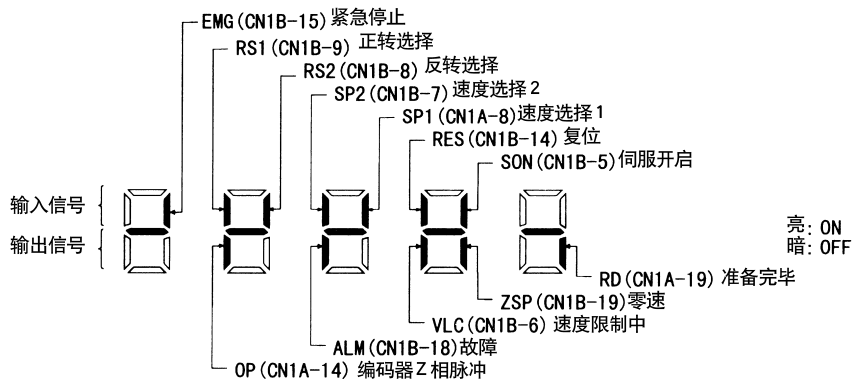 EMG(CN1B-15)紧急停止
RS1(CN1B-9) 正转选择
RS2(CN1B-8)反转选择
SP2(CN1B-7)速度选择2
SP1(CN1A-8)速度选择1
RES(CN1B-14)复位
SON(CN1B-5)伺服开启
输入信号
输出信号
亮: ON
暗: OFF
RD(CN1A-19) 准备完毕
ZSP(CN1B-19)零速
VLC(CN1B-6) 速度限制中
ALM(CN1B-18)故障
OP(CN1A-14) 编码器Z相脉冲